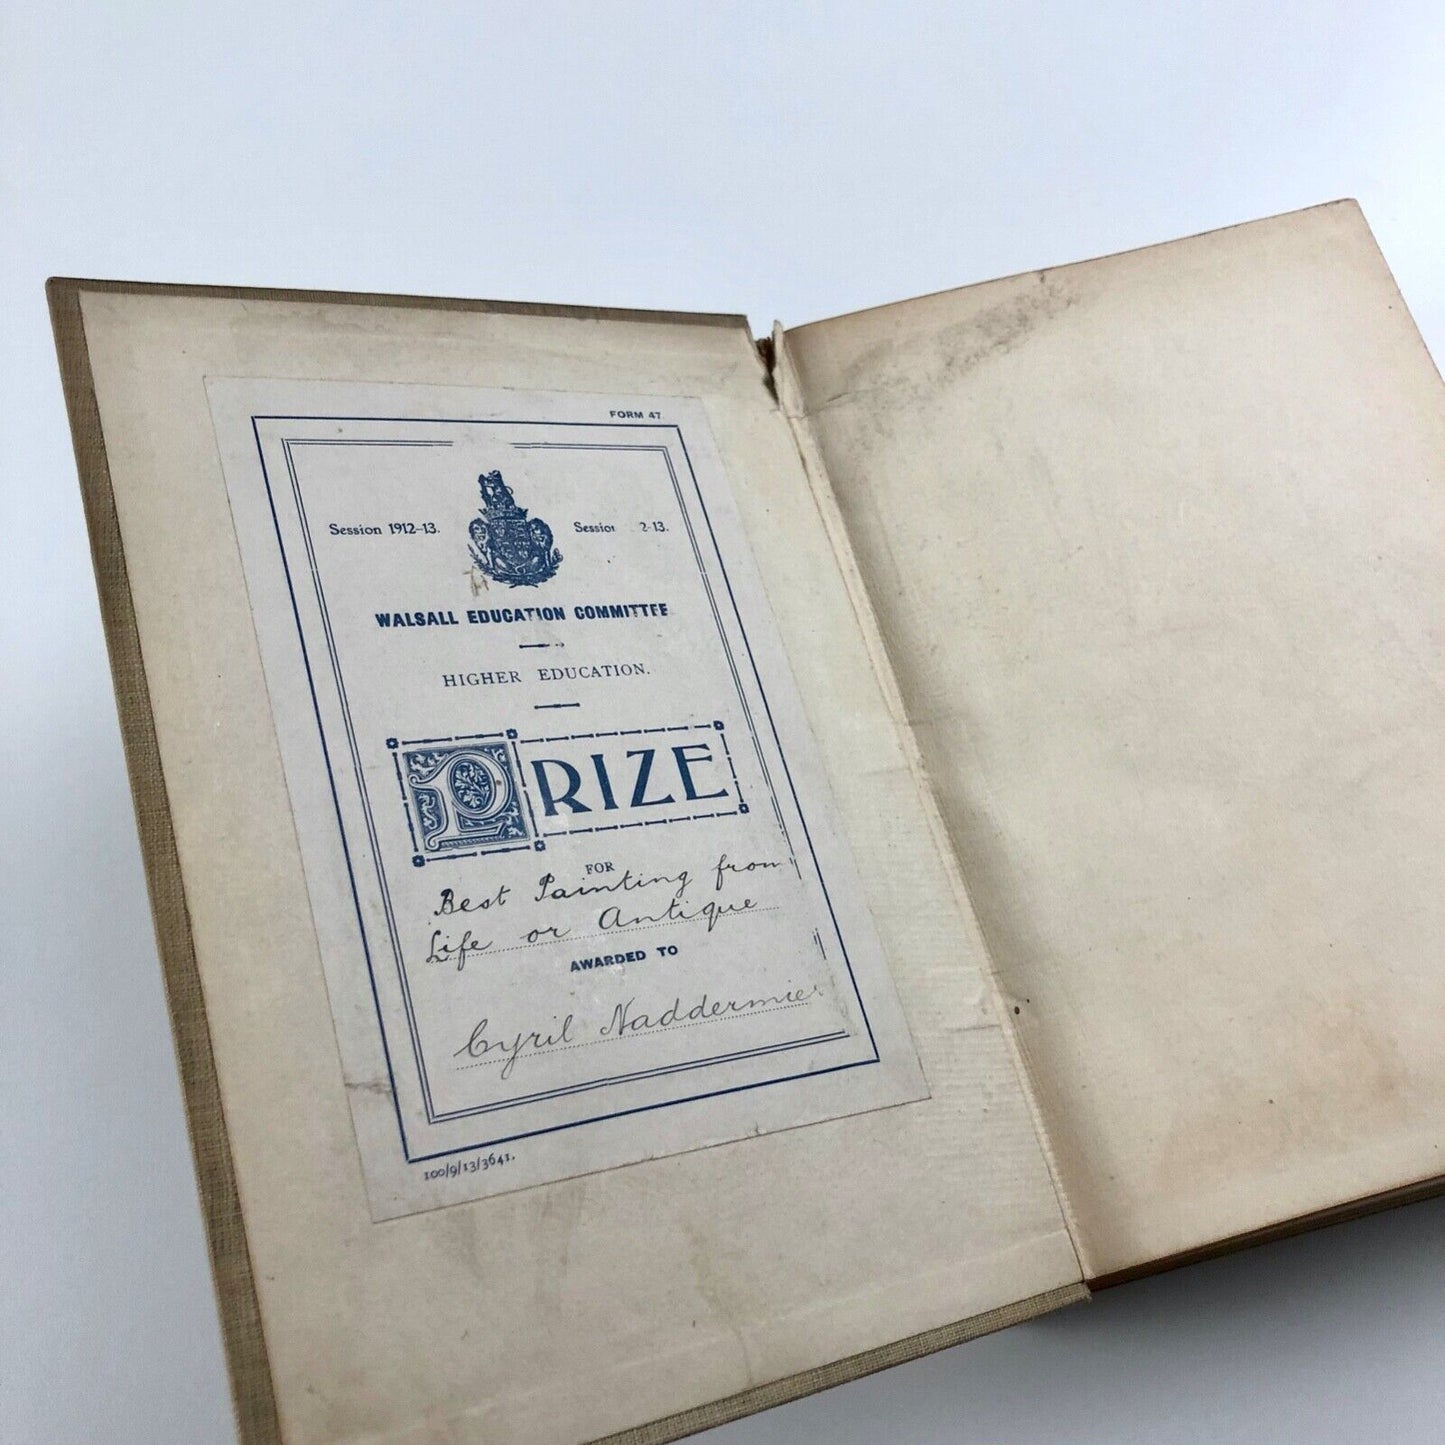 FORM 47.
Session 1912-13. Sessio 2-13.
WALSALL EDUCATION COMMITTEE
HIGHER EDUCATION.
PRIZE
FOR
Best Painting from
Life or Antique
AWARDED TO
Cyril Naddermier
100/9/13/3641.